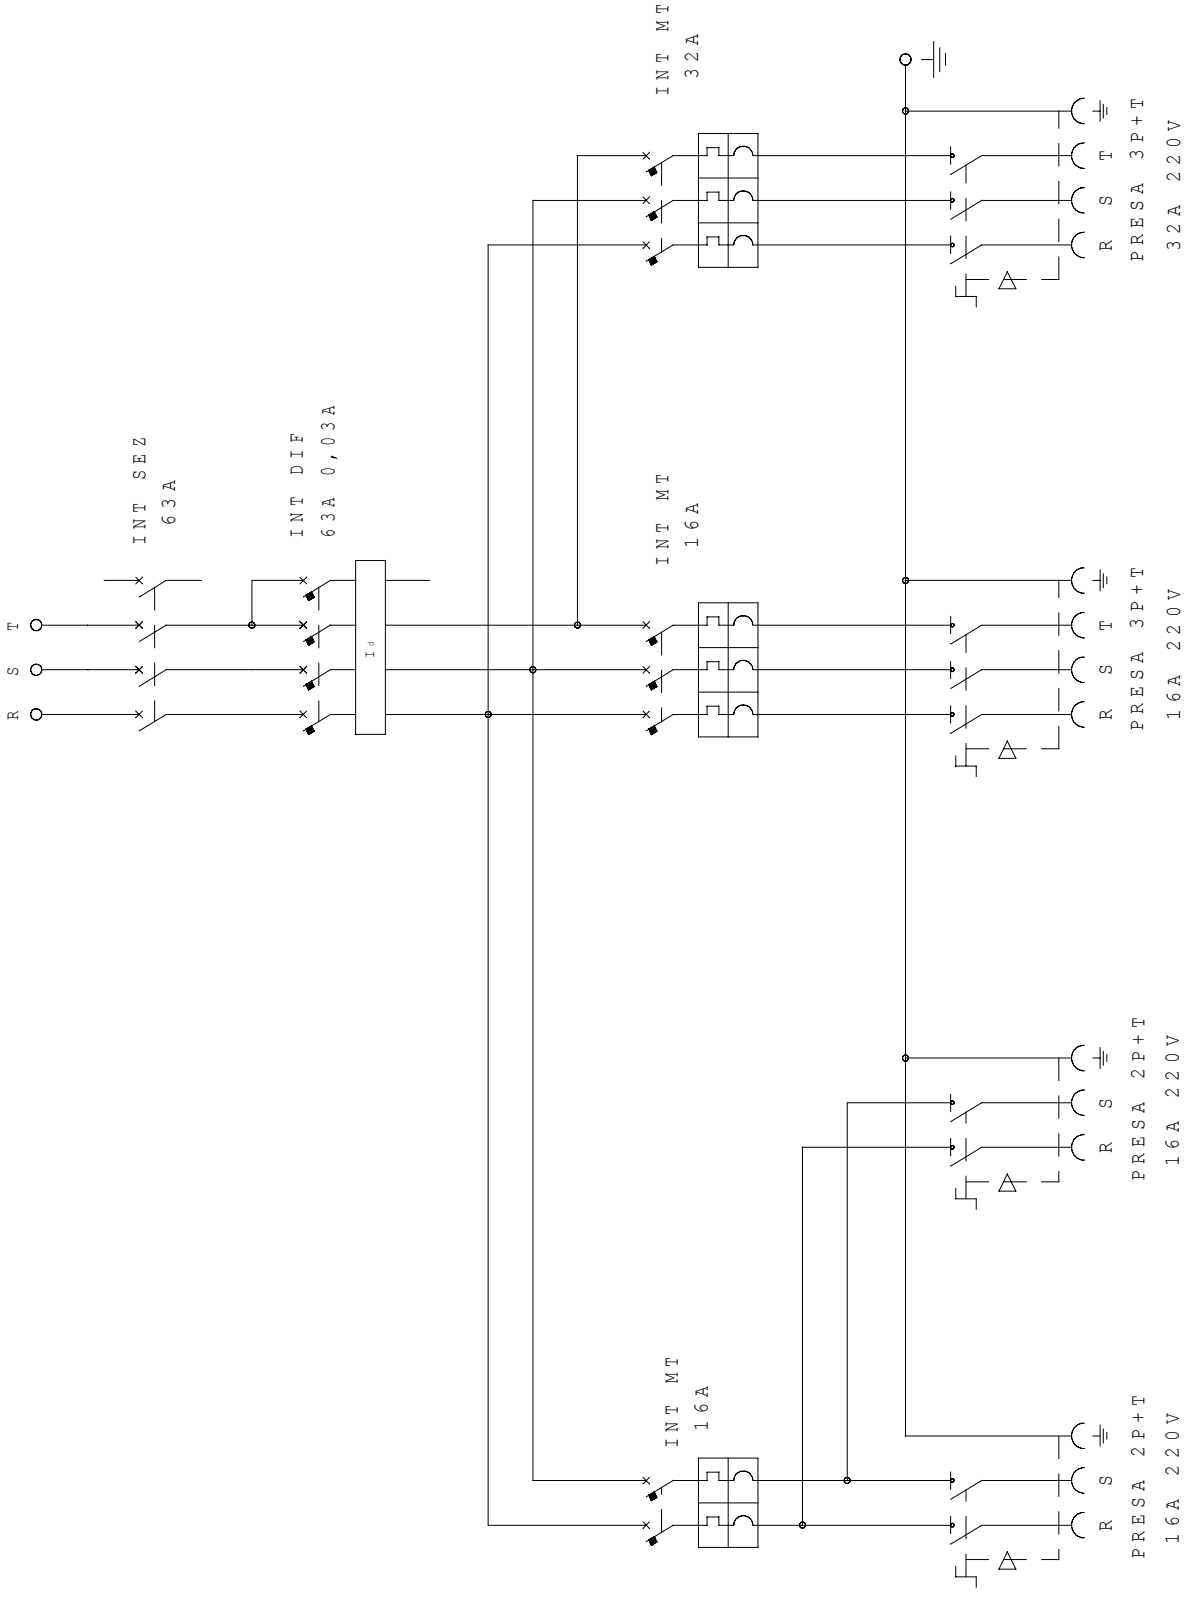 R
S
T
INT SEZ
63A
INT DIF
63A 0,03A
Id
INT MT
16A
INT MT
16A
INT MT
32A
R
S
PRESA 2P+T
16A 220V
R
S
PRESA 2P+T
16A 220V
R
S
T
PRESA 3P+T
16A 220V
R
S
T
PRESA 3P+T
32A 220V